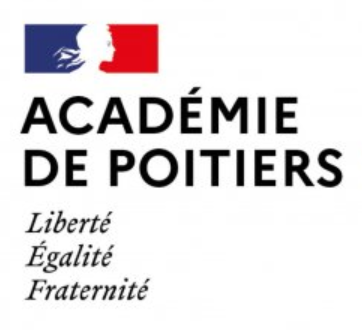 ACADÉMIE
DE POITIERS
Liberté
Égalité
Fraternité